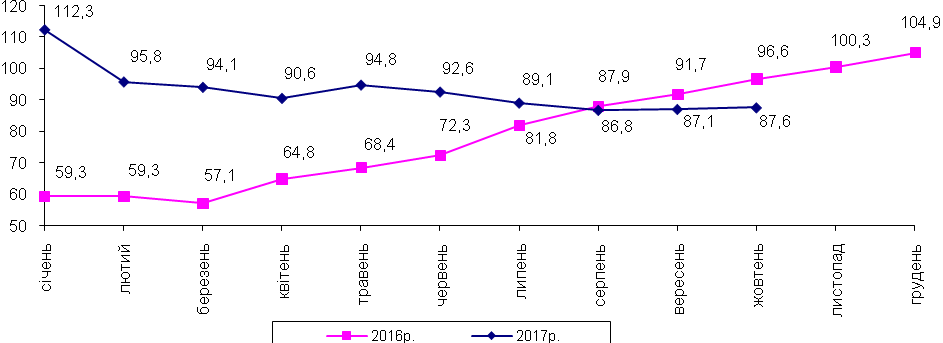 120
110
100
90
80
70
60
50
112,3
95,8
94,1
90,6
94,8
92,6
89,1
86,8
87,1
87,6
59,3
59,3
57,1
64,8
68,4
72,3
81,8
87,9
91,7
96,6
100,3
104,9
січень
лютий
березень
квітень
травень
червень
липень
серпень
вересень
жовтень
листопад
грудень
2016р.
2017р.